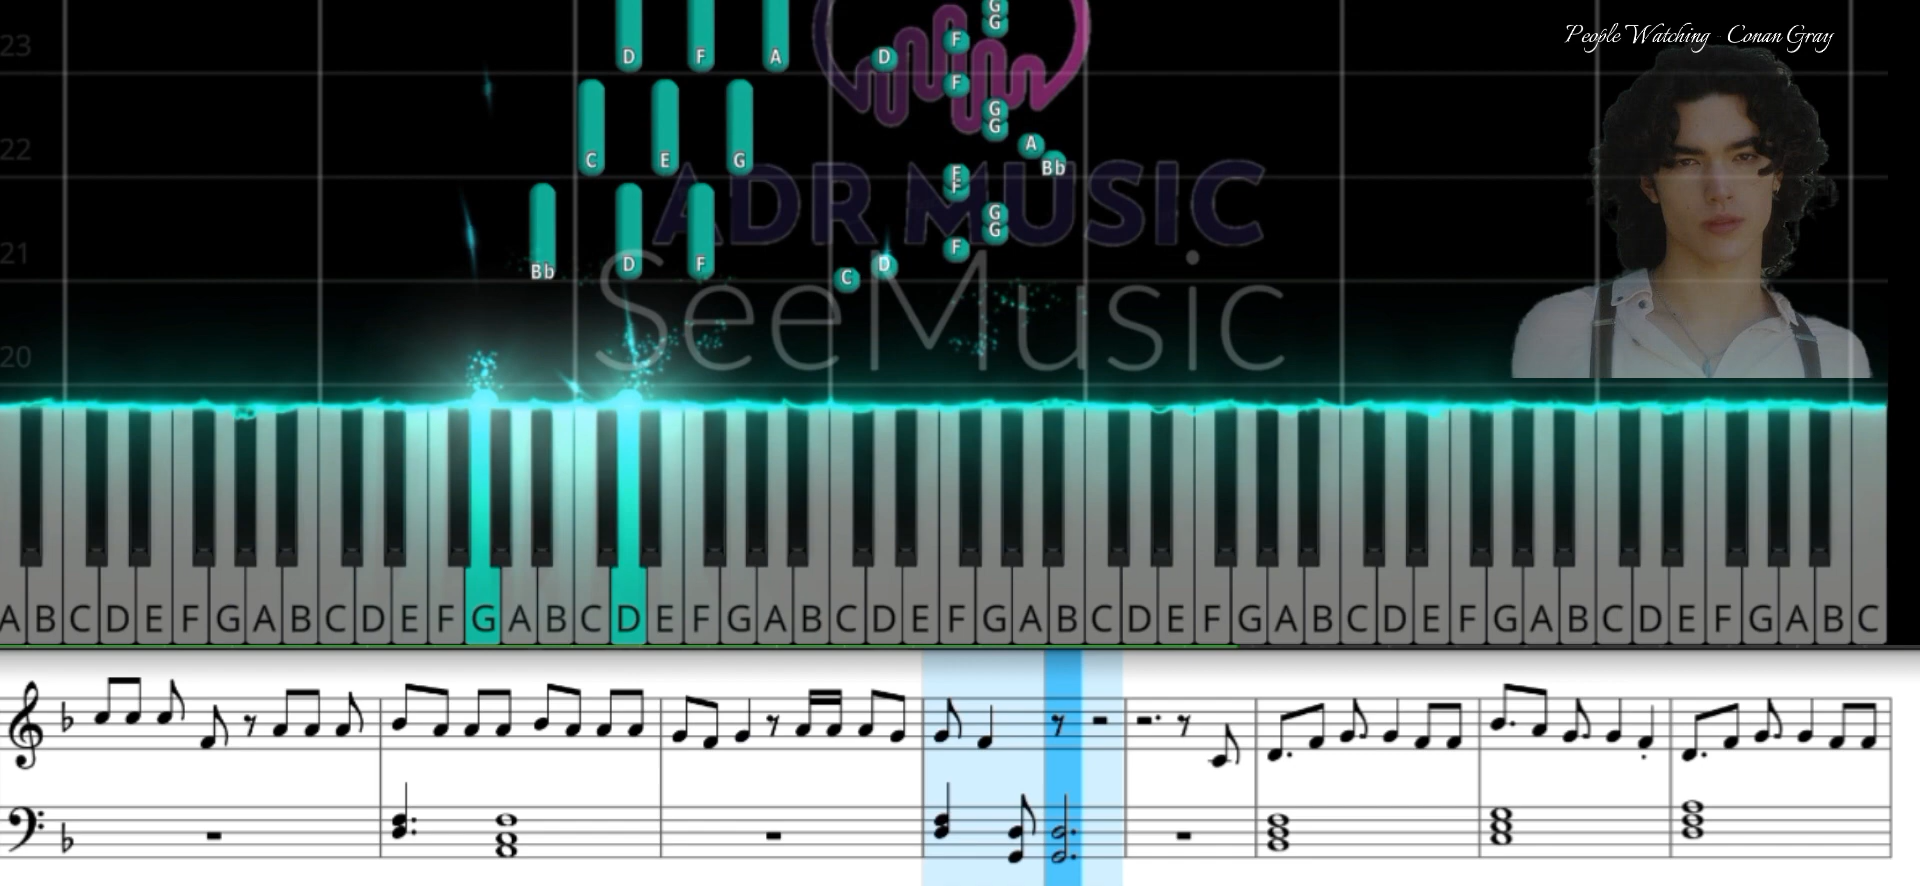 People Watching - Conan Gray
23
D F A D F G G
F
22
C E G G G A Bb
F F
ADR MUSIC
21
Bb D F C D F G G
SeeMusic
20
A B C D E F G A B C D E F G A B C D E F G A B C D E F G A B C D E F G A B C D E F G A B C D E F G A B C